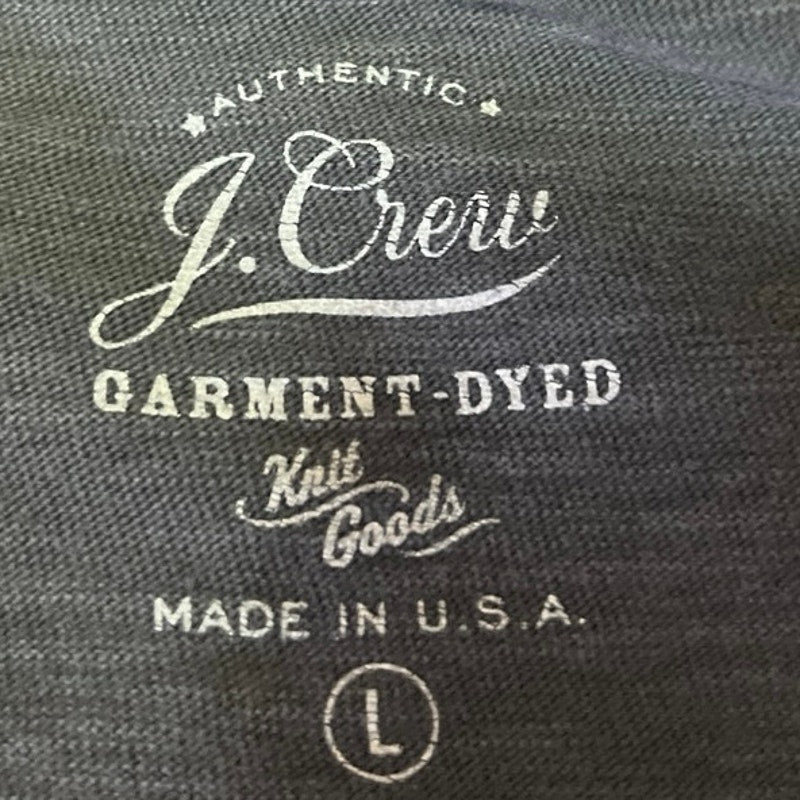 AUTHENTIC
J.Crew
GARMENT-DYED
Knit
Goods
MADE IN U.S.A.
L